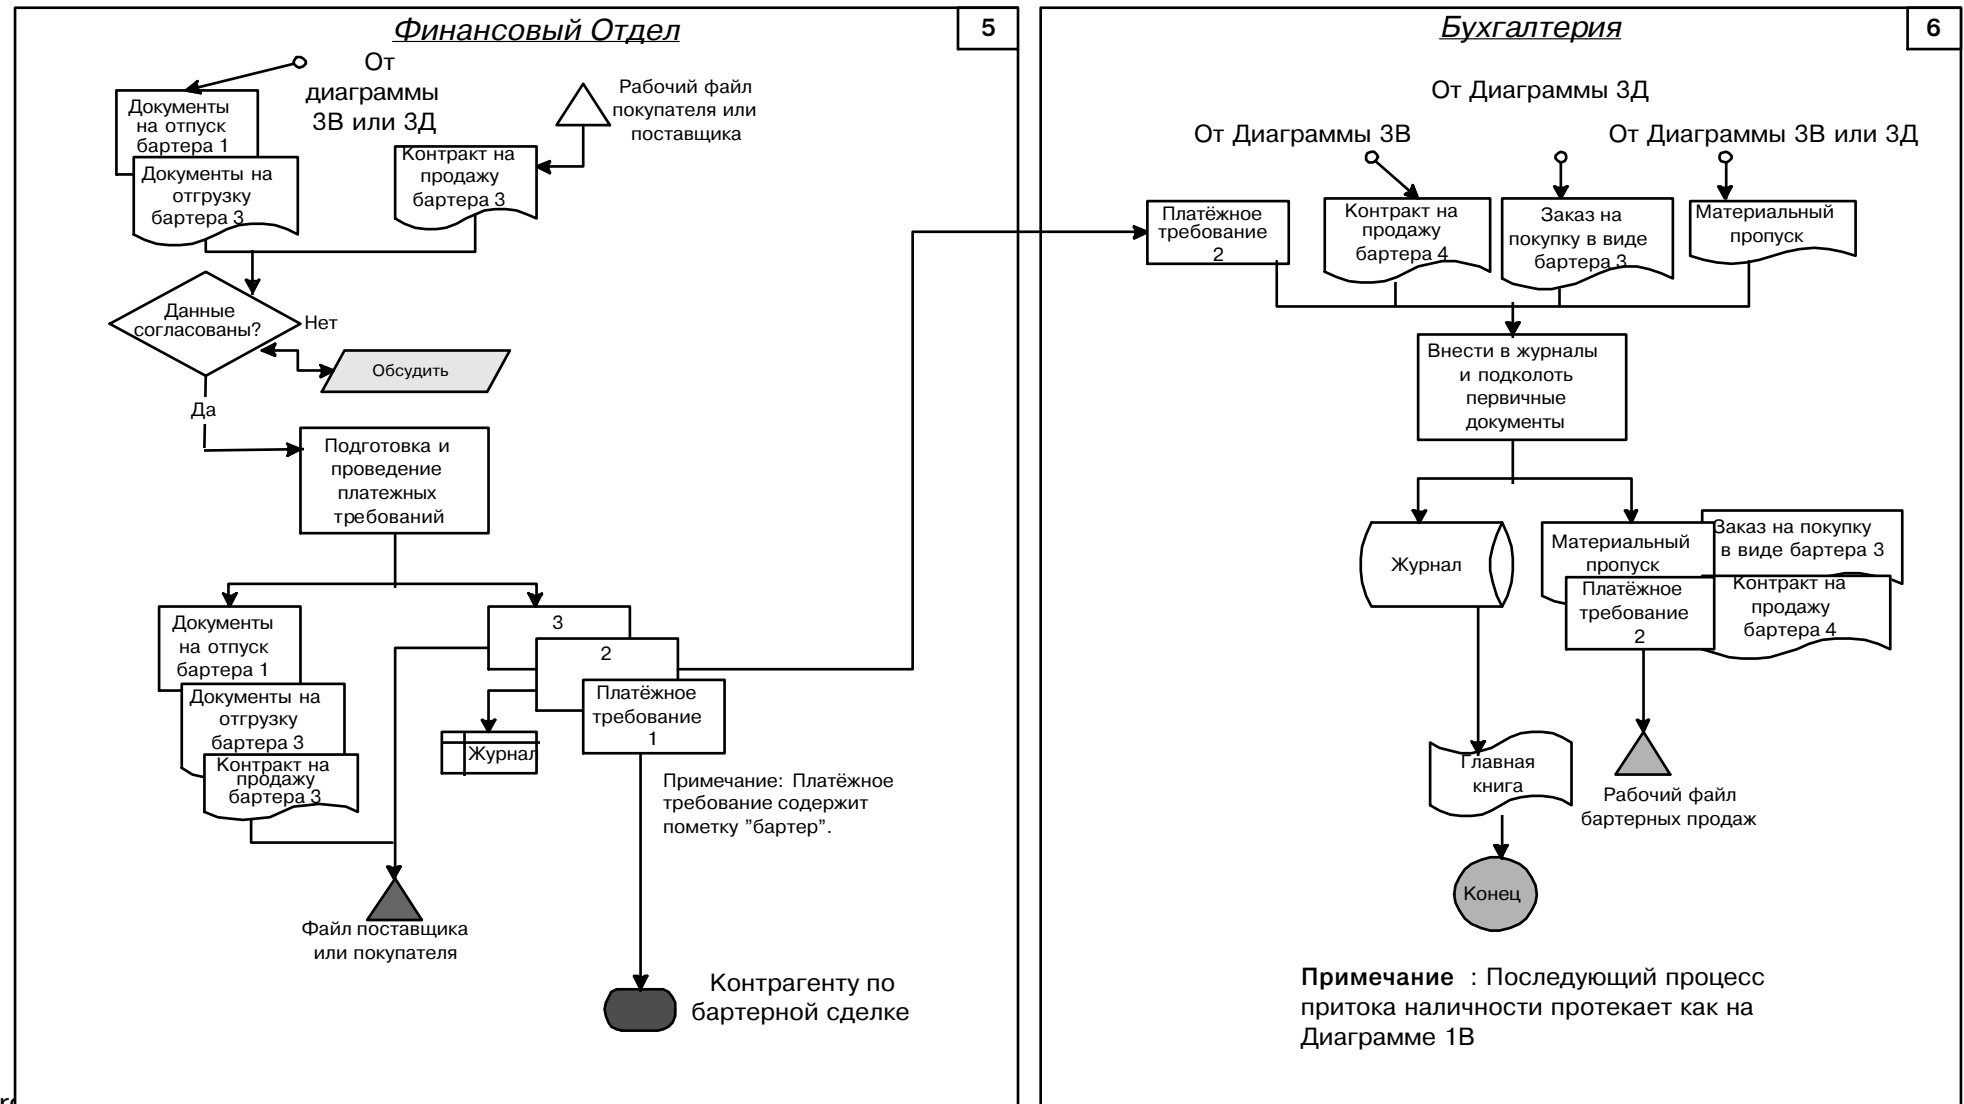 Финансовый Отдел
5
От
диаграммы
3В или 3Д
Рабочий файл
покупателя или
поставщика
Документы
на отпуск
бартера 1
Документы на
отгрузку
бартера 3
Контракт на
продажу
бартера 3
Данные
согласованы?
Нет
Обсудить
Да
Подготовка и
проведение
платежных
требований
Документы
на отпуск
бартера 1
Документы на
отгрузку
бартера 3
Контракт на
продажу
бартера 3
3
2
Платёжное
требование
1
Журнал
Примечание: Платёжное
требование содержит
пометку ”бартер”.
Файл поставщика
или покупателя
Контрагенту по
бартерной сделке
Бухгалтерия
6
От Диаграммы 3Д
От Диаграммы 3В
От Диаграммы 3В или 3Д
Платёжное
требование
2
Контракт на
продажу
бартера 4
Заказ на
покупку в виде
бартера 3
Материальный
пропуск
Внести в журналы
и подколоть
первичные
документы
Журнал
Материальный
пропуск
Заказ на покупку
в виде бартера 3
Платёжное
требование
2
Контракт на
продажу
бартера 4
Главная
книга
Рабочий файл
бартерных продаж
Конец
Примечание : Последующий процесс
притока наличности протекает как на
Диаграмме 1В